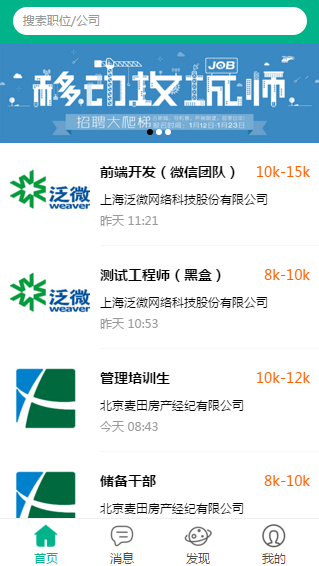 搜索职位/公司
JOB
移动攻城师
招聘大爬梯
报名时间：1月12日-1月23日
前端开发（微信团队） 10k-15k
泛微
weaver
上海泛微网络科技股份有限公司
昨天 11:21
测试工程师（黑盒） 8k-10k
泛微
weaver
上海泛微网络科技股份有限公司
昨天 10:53
管理培训生 10k-12k
北京麦田房产经纪有限公司
今天 08:43
储备干部 8k-10k
北京麦田房产经纪有限公司
首页 消息 发现 我的